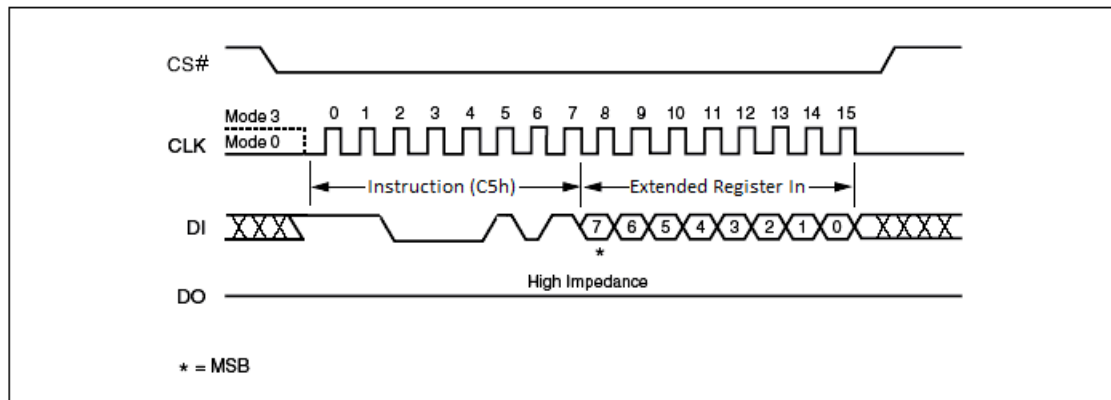 CS#
Mode 3 0 1 2 3 4 5 6 7 8 9 10 11 12 13 14 15
CLK Mode 0
Instruction (C5h) Extended Register In
DI 7 6 5 4 3 2 1 0
*
High Impedance
DO
* = MSB